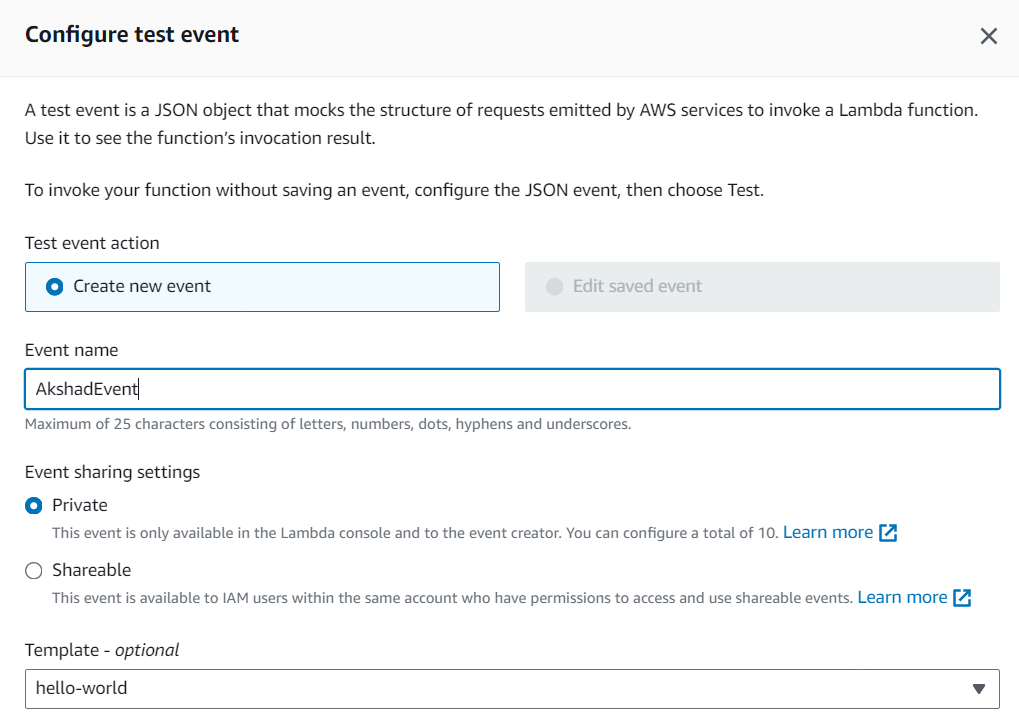 Configure test event
A test event is a JSON object that mocks the structure of requests emitted by AWS services to invoke a Lambda function.
Use it to see the function’s invocation result.
To invoke your function without saving an event, configure the JSON event, then choose Test.
Test event action
Create new event
Edit saved event
Event name
AkshadEvent
Maximum of 25 characters consisting of letters, numbers, dots, hyphens and underscores.
Event sharing settings
Private
This event is only available in the Lambda console and to the event creator. You can configure a total of 10. Learn more
Shareable
This event is available to IAM users within the same account who have permissions to access and use shareable events. Learn more
Template - optional
hello-world